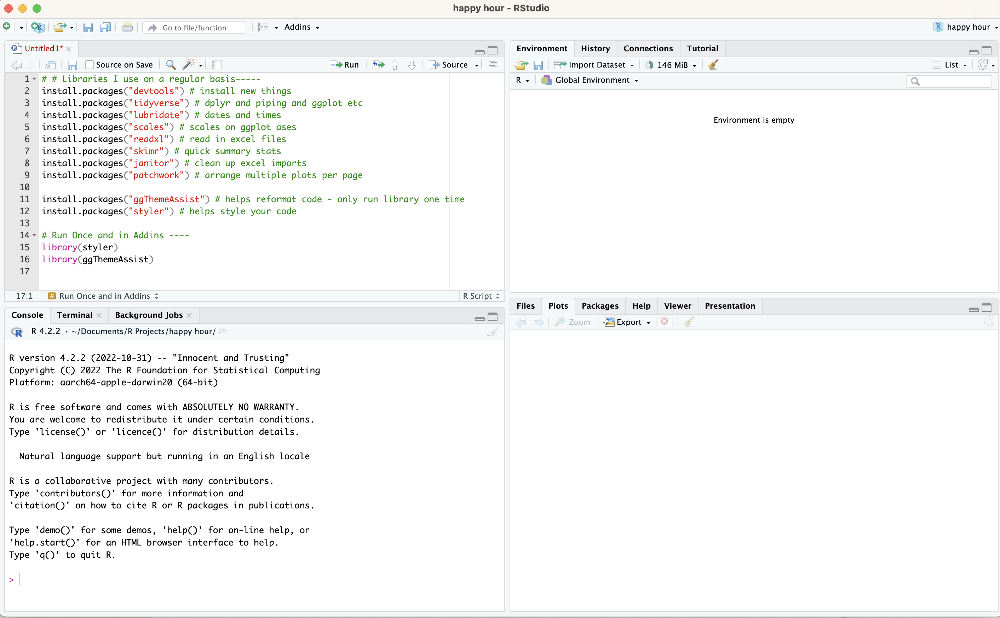 happy hour - RStudio
Go to file/function
Addins
happy hour
Untitled1*
Source on Save
Run
Source
1 # # Libraries I use on a regular basis-----
2 install.packages("devtools") # install new things
3 install.packages("tidyverse") # dplyr and piping and ggplot etc
4 install.packages("lubridate") # dates and times
5 install.packages("scales") # scales on ggplot ases
6 install.packages("readxl") # read in excel files
7 install.packages("skimr") # quick summary stats
8 install.packages("janitor") # clean up excel imports
9 install.packages("patchwork") # arrange multiple plots per page
10
11 install.packages("ggThemeAssist") # helps reformat code - only run library one time
12 install.packages("styler") # helps style your code
13
14 # Run Once and in Addins ----
15 library(styler)
16 library(ggThemeAssist)
17
17:1 # Run Once and in Addins R Script
Console Terminal Background Jobs
R R 4.2.2 · ~/Documents/R Projects/happy hour/
R version 4.2.2 (2022-10-31) -- "Innocent and Trusting"
Copyright (C) 2022 The R Foundation for Statistical Computing
Platform: aarch64-apple-darwin20 (64-bit)
R is free software and comes with ABSOLUTELY NO WARRANTY.
You are welcome to redistribute it under certain conditions.
Type 'license()' or 'licence()' for distribution details.
Natural language support but running in an English locale
R is a collaborative project with many contributors.
Type 'contributors()' for more information and
'citation()' on how to cite R or R packages in publications.
Type 'demo()' for some demos, 'help()' for on-line help, or
'help.start()' for an HTML browser interface to help.
Type 'q()' to quit R.
>
Environment History Connections Tutorial
Import Dataset 146 MiB List
R Global Environment
Environment is empty
Files Plots Packages Help Viewer Presentation
Zoom Export